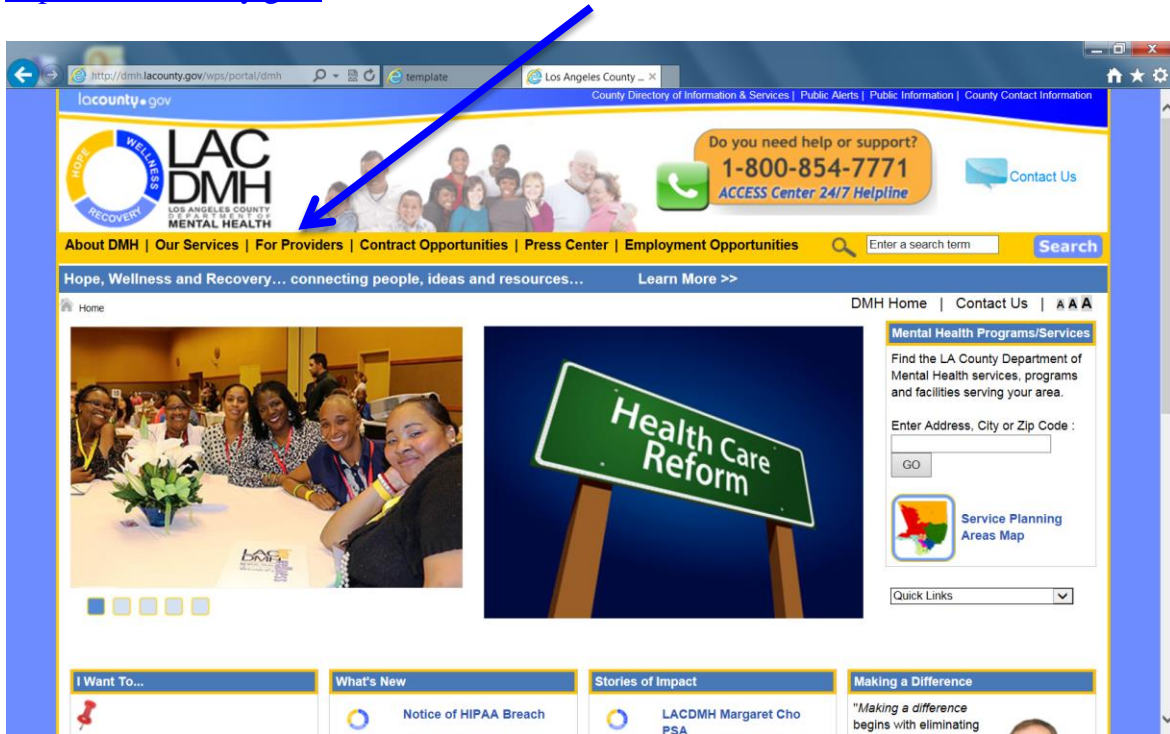 http://dmh.lacounty.gov/wps/portal/dmh
template
Los Angeles County ...
lacounty.gov
County Directory of Information & Services | Public Alerts | Public Information | County Contact Information
HOPE
WELLNESS
RECOVERY
LAC
DMH
LOS ANGELES COUNTY
DEPARTMENT OF
MENTAL HEALTH
Do you need help or support?
1-800-854-7771
ACCESS Center 24/7 Helpline
Contact Us
About DMH | Our Services | For Providers | Contract Opportunities | Press Center | Employment Opportunities
Enter a search term
Search
Hope, Wellness and Recovery... connecting people, ideas and resources... Learn More >>
Home
DMH Home | Contact Us | A A A
LAC
DMH
Health Care
Reform
Mental Health Programs/Services
Find the LA County Department of
Mental Health services, programs
and facilities serving your area.
Enter Address, City or Zip Code :
GO
Service Planning
Areas Map
Quick Links
I Want To...
What's New
Notice of HIPAA Breach
Stories of Impact
LACDMH Margaret Cho
PSA
Making a Difference
"Making a difference
begins with eliminating